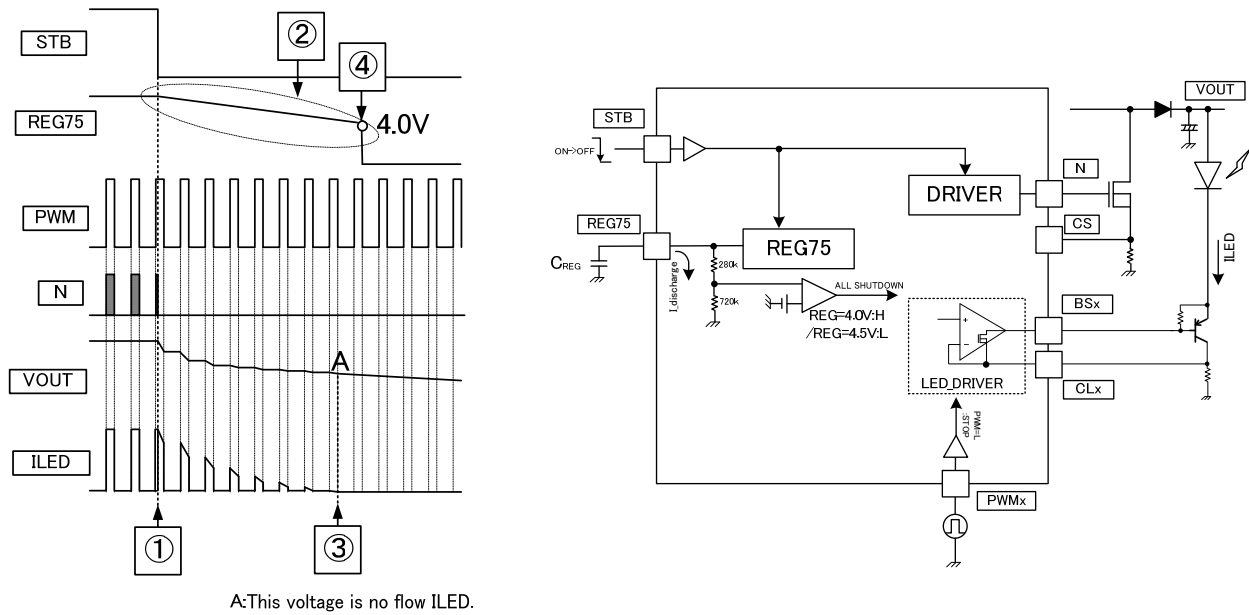 STB
②
④
REG75
4.0V
PWM
N
VOUT
A
ILED
①
③
A:This voltage is no flow ILED.
VOUT
STB
ON→OFF
N
DRIVER
CS
REG75
REG75
CREG
I_discharge
280k
720k
ALL SHUTDOWN
REG=4.0V:H
/REG=4.5V:L
ILED
BSx
+
-
LED_DRIVER
CLx
PWM=L
:STOP
PWMx